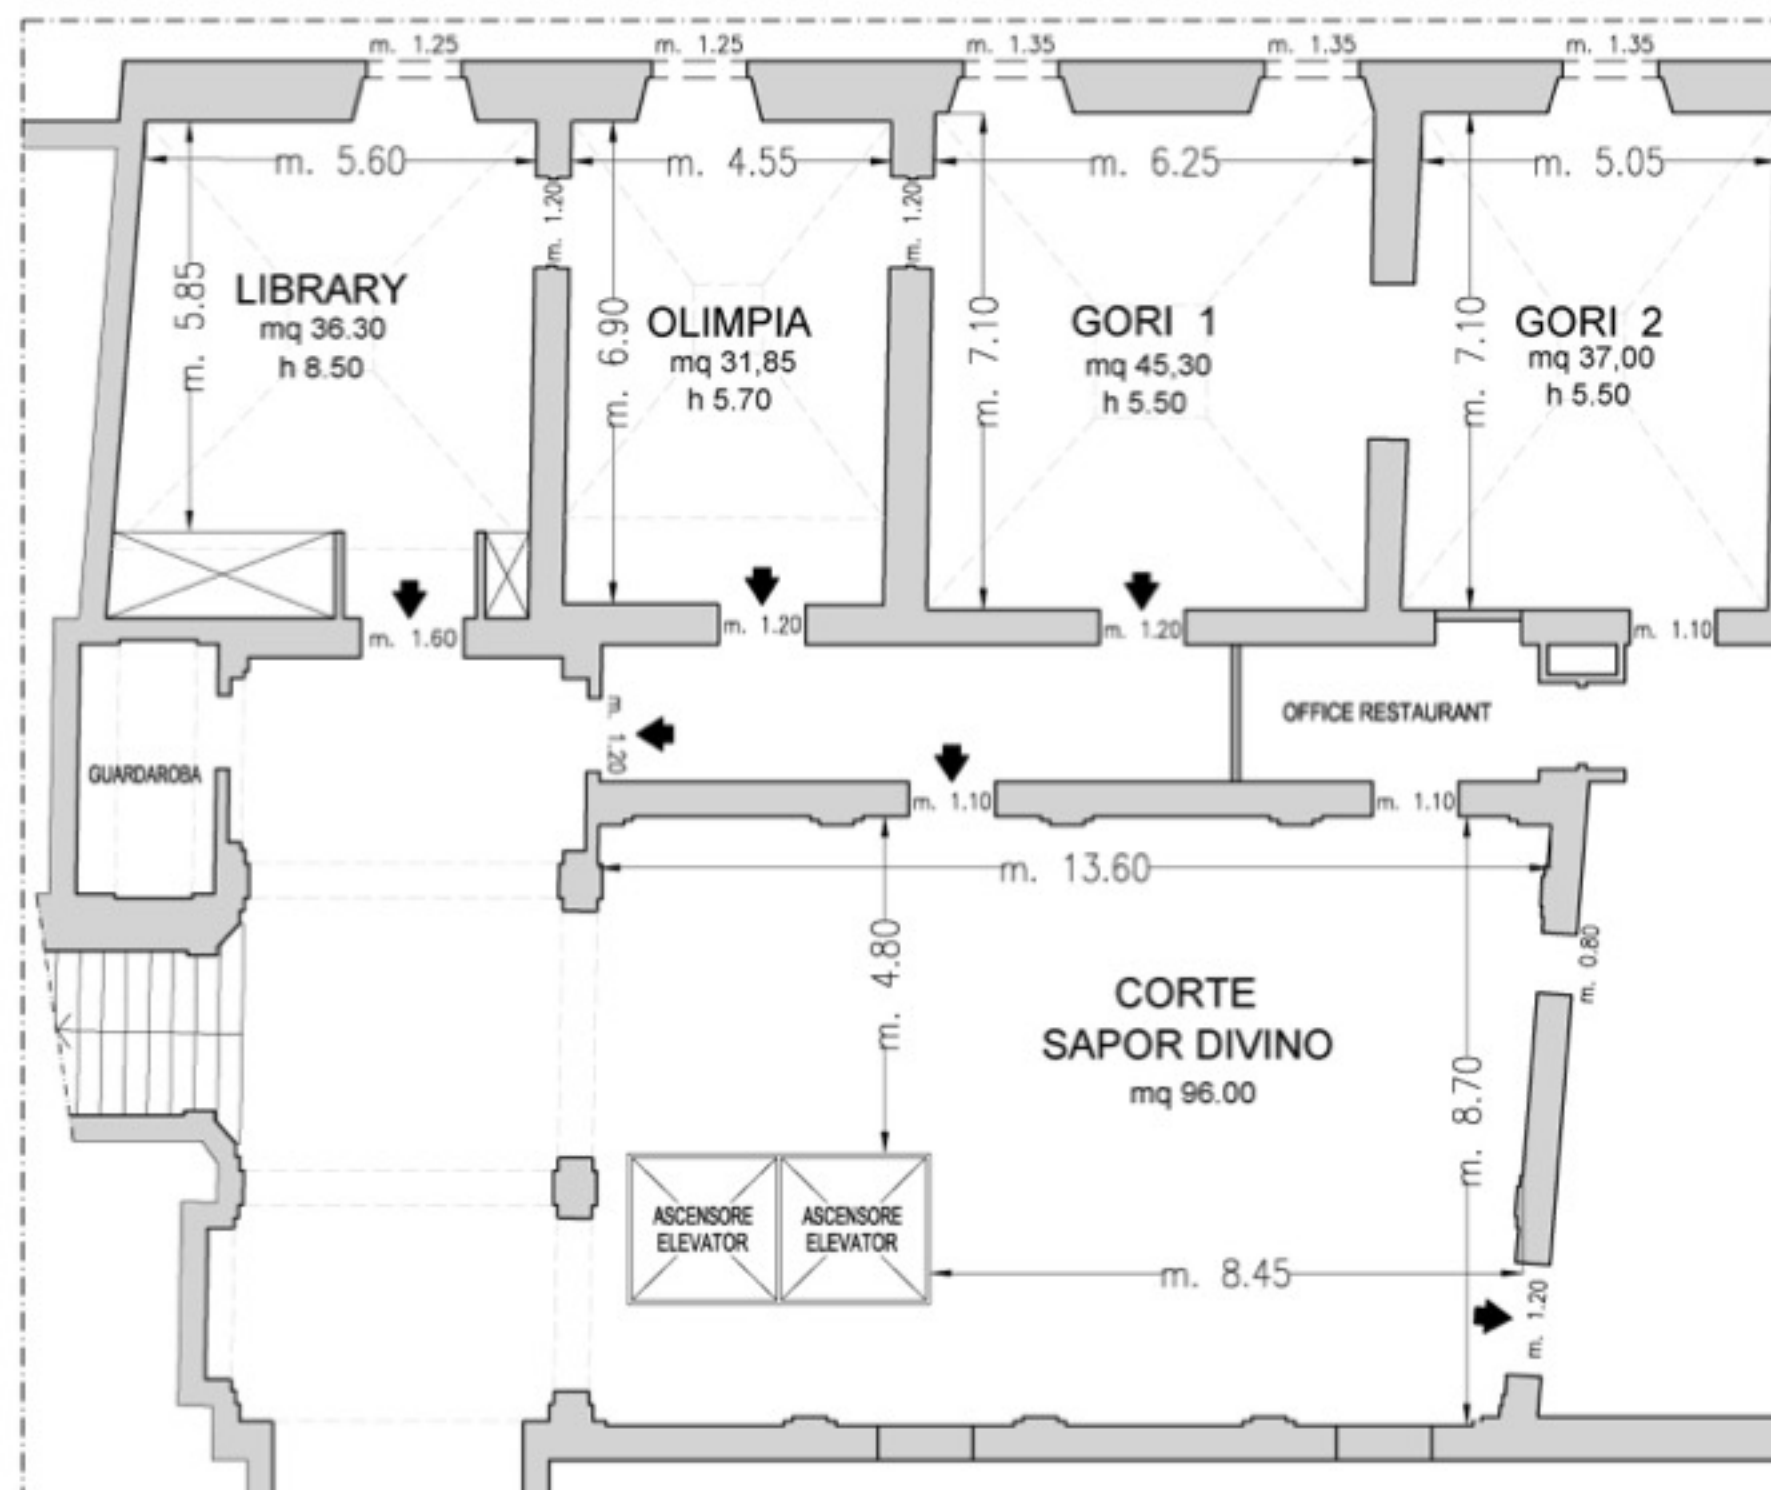 m. 1.25
m. 1.25
m. 1.35
m. 1.35
m. 1.35
m. 5.60
m. 4.55
m. 6.25
m. 5.05
m. 1.20
m. 1.20
m. 5.85
LIBRARY
mq 36.30
h 8.50
m. 6.90
OLIMPIA
mq 31,85
h 5.70
m. 7.10
GORI 1
mq 45,30
h 5.50
m. 7.10
GORI 2
mq 37,00
h 5.50
m. 1.60
m. 1.20
m. 1.20
m. 1.10
GUARDAROBA
m. 1.20
OFFICE RESTAURANT
m. 1.10
m. 1.10
m. 13.60
m. 4.80
m. 0.80
CORTE
SAPOR DIVINO
mq 96.00
m. 8.70
ASCENSORE
ELEVATOR
ASCENSORE
ELEVATOR
m. 8.45
m. 1.20